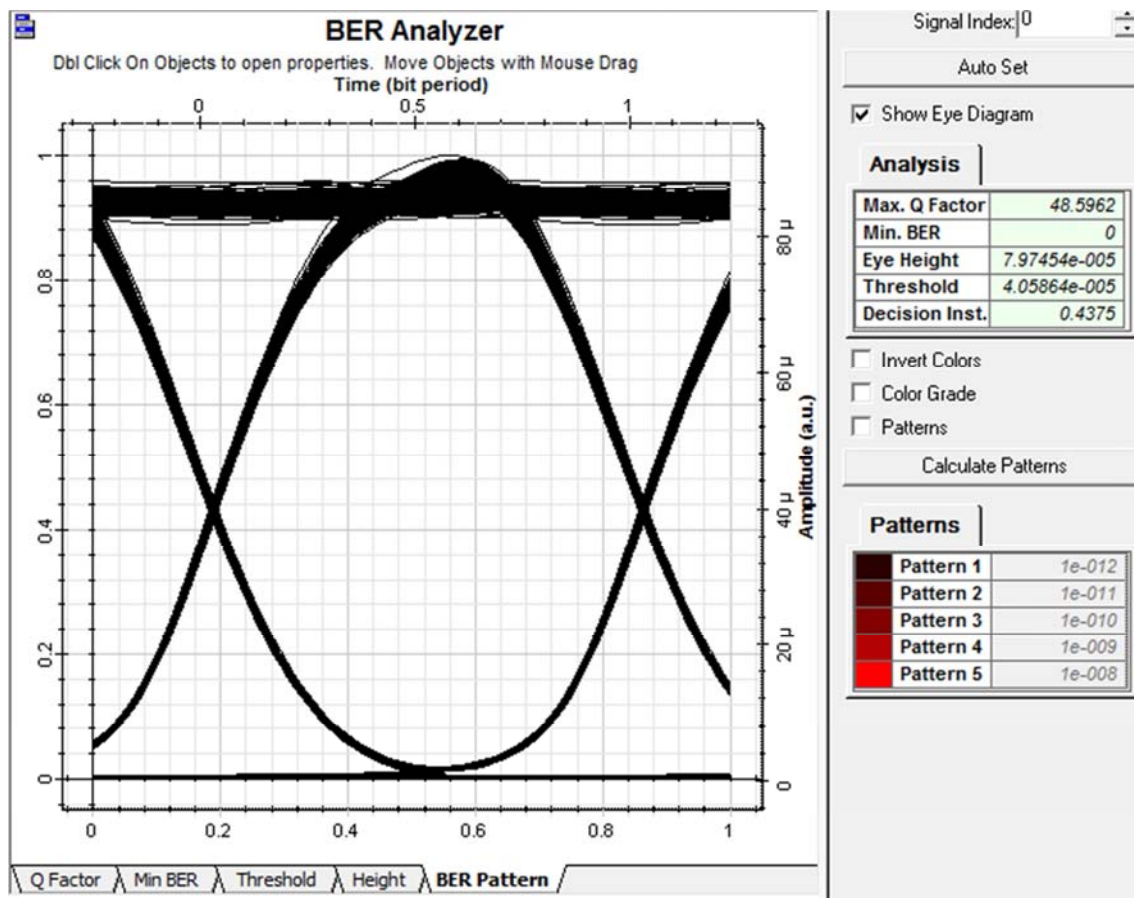 BER Analyzer
Dbl Click On Objects to open properties. Move Objects with Mouse Drag
Time (bit period)
0 0.5 1
1
0.8
0.6
0.4
0.2
0
Amplitude (a.u.)
80 µ
60 µ
40 µ
20 µ
0
0 0.2 0.4 0.6 0.8 1
Q Factor Min BER Threshold Height BER Pattern
Signal Index: 0
Auto Set
Show Eye Diagram
Analysis
Max. Q Factor 48.5962
Min. BER 0
Eye Height 7.97454e-005
Threshold 4.05864e-005
Decision Inst. 0.4375
Invert Colors
Color Grade
Patterns
Calculate Patterns
Patterns
Pattern 1 1e-012
Pattern 2 1e-011
Pattern 3 1e-010
Pattern 4 1e-009
Pattern 5 1e-008